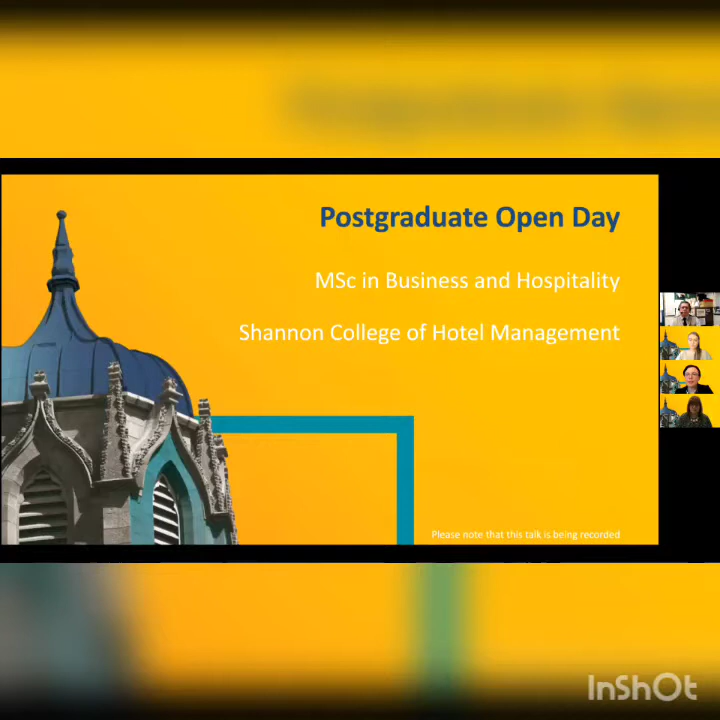 Postgraduate Open Day
MSc in Business and Hospitality
Shannon College of Hotel Management
Please note that this talk is being recorded
InShOt